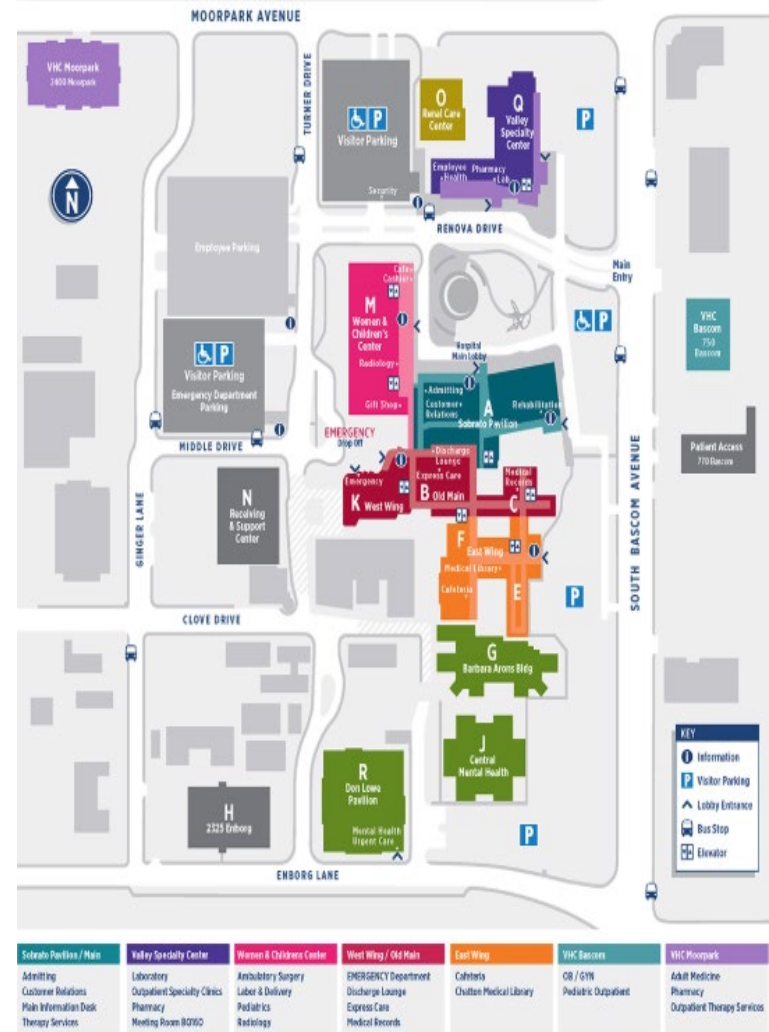 MOORPARK AVENUE
VHC Moorpark
2400 Moorpark
TURNER DRIVE
P
Visitor Parking
Security
O
Renal Care
Center
Q
Valley
Specialty
Center
Employee
Health
Pharmacy
Lab
P
N
RENOVA DRIVE
Main
Entry
Employee Parking
Cafe
Cashier
M
Women &
Children's
Center
Radiology
Gift Shop
P
Visitor Parking
Emergency Department
Parking
P
VHC
Bascom
750
Bascom
Hospital
Main Lobby
Admitting
Customer
Relations
A
Sobrato Pavilion
Rehabilitation
EMERGENCY
Drop Off
MIDDLE DRIVE
Discharge
Lounge
Express Care
Emergency
K West Wing
B Old Main
Medical
Records
C
Patient Access
770 Bascom
SOUTH BASCOM AVENUE
GINGER LANE
N
Receiving
& Support
Center
F
East Wing
Medical Library
Cafeteria
E
P
CLOVE DRIVE
G
Barbara Arons Bldg
J
Central
Mental Health
R
Don Lowe
Pavilion
Mental Health
Urgent Care
H
2325 Enborg
P
ENBORG LANE
KEY
Information
P Visitor Parking
Lobby Entrance
Bus Stop
Elevator
Sobrato Pavilion / Main
Admitting
Customer Relations
Main Information Desk
Therapy Services
Valley Specialty Center
Laboratory
Outpatient Specialty Clinics
Pharmacy
Meeting Room BQ160
Women & Childrens Center
Ambulatory Surgery
Labor & Delivery
Pediatrics
Radiology
West Wing / Old Main
EMERGENCY Department
Discharge Lounge
Express Care
Medical Records
East Wing
Cafeteria
Chatton Medical Library
VHC Bascom
OB / GYN
Pediatric Outpatient
VHC Moorpark
Adult Medicine
Pharmacy
Outpatient Therapy Services